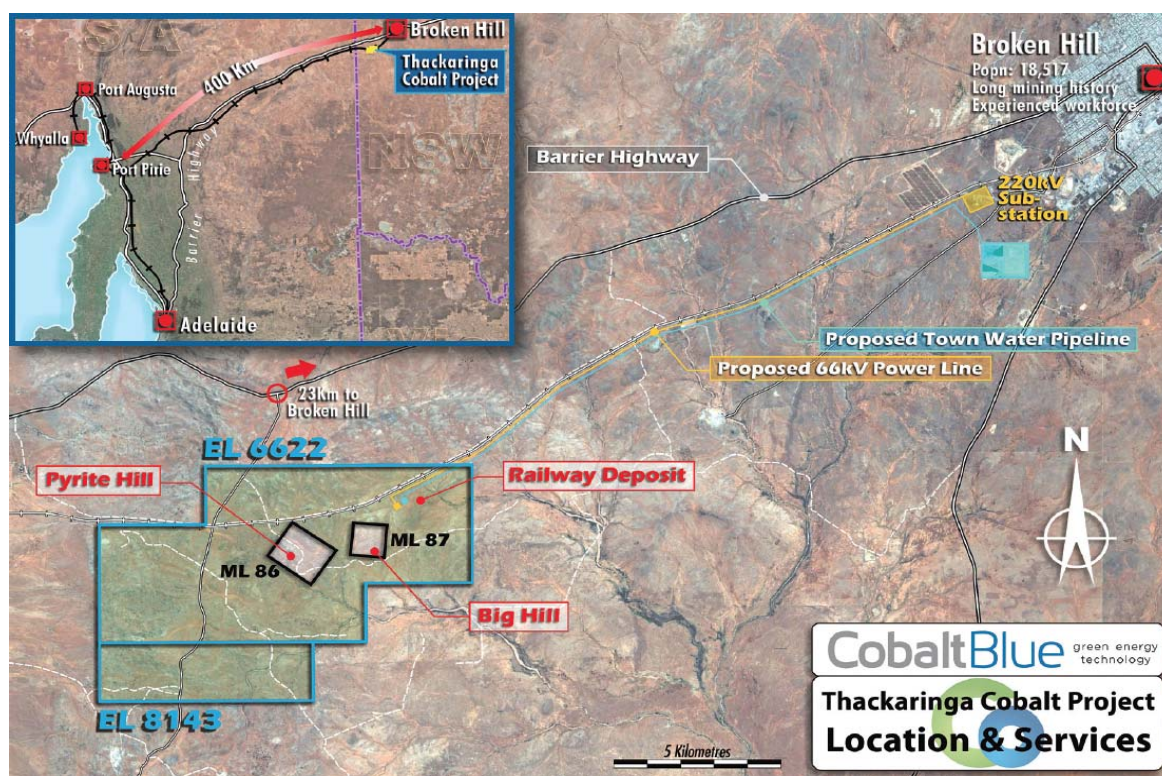 SA
Broken Hill
400 Km
Thackaringa
Cobalt Project
Port Augusta
Whyalla
Port Pirie
NSW
Barrier Highway
Adelaide
Broken Hill
Popn: 18,517
Long mining history
Experienced workforce
Barrier Highway
220kV
Sub-
station
Proposed Town Water Pipeline
Proposed 66kV Power Line
23Km to
Broken Hill
EL 6622
Pyrite Hill
Railway Deposit
ML 87
ML 86
Big Hill
EL 8143
N
5 Kilometres
CobaltBlue green energy
technology
Thackaringa Cobalt Project
Location & Services